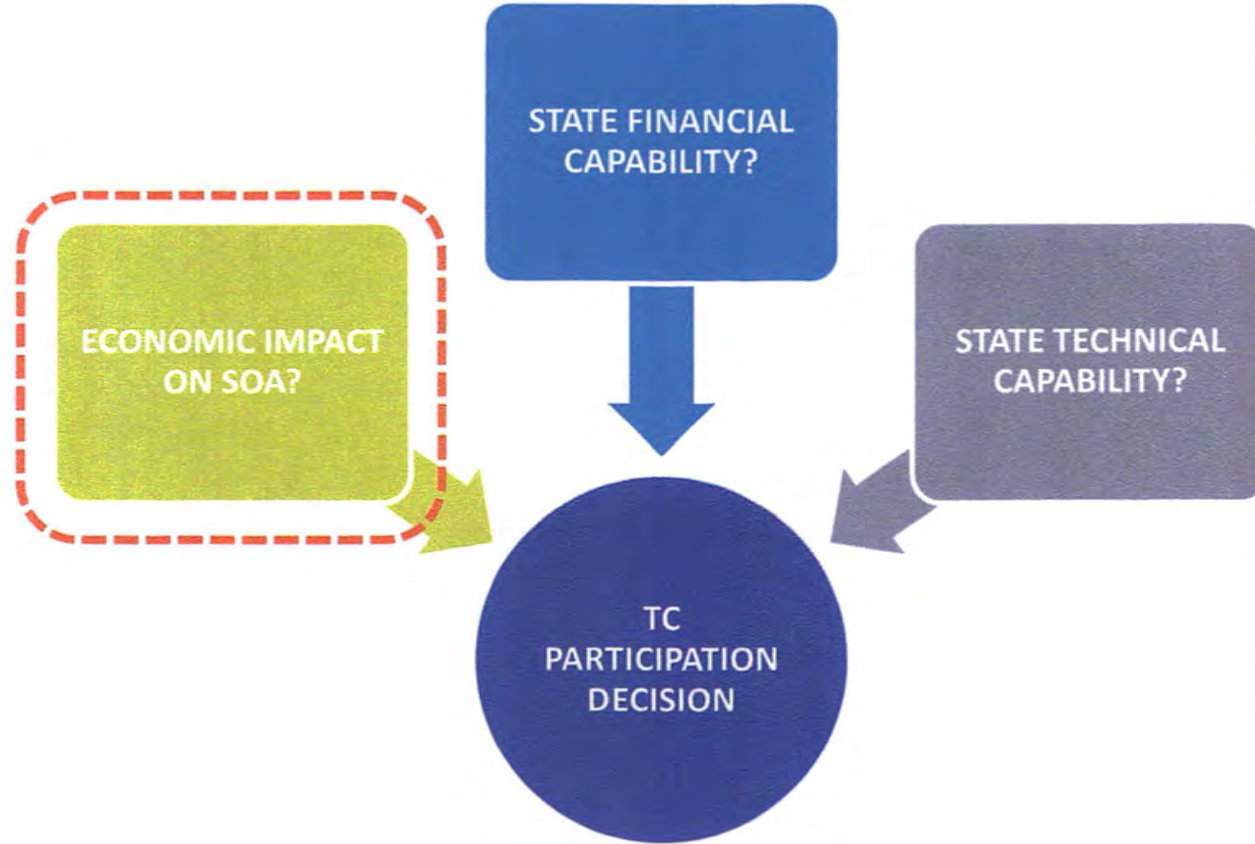 STATE FINANCIAL
CAPABILITY?
ECONOMIC IMPACT
ON SOA?
STATE TECHNICAL
CAPABILITY?
TC
PARTICIPATION
DECISION